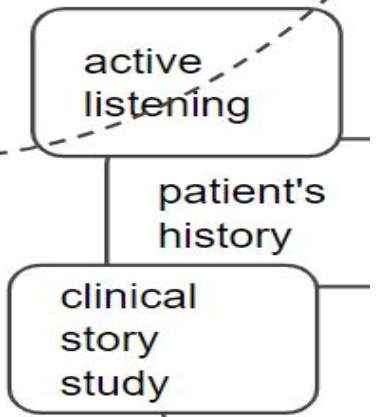 active
listening
patient's
history
clinical
story
study